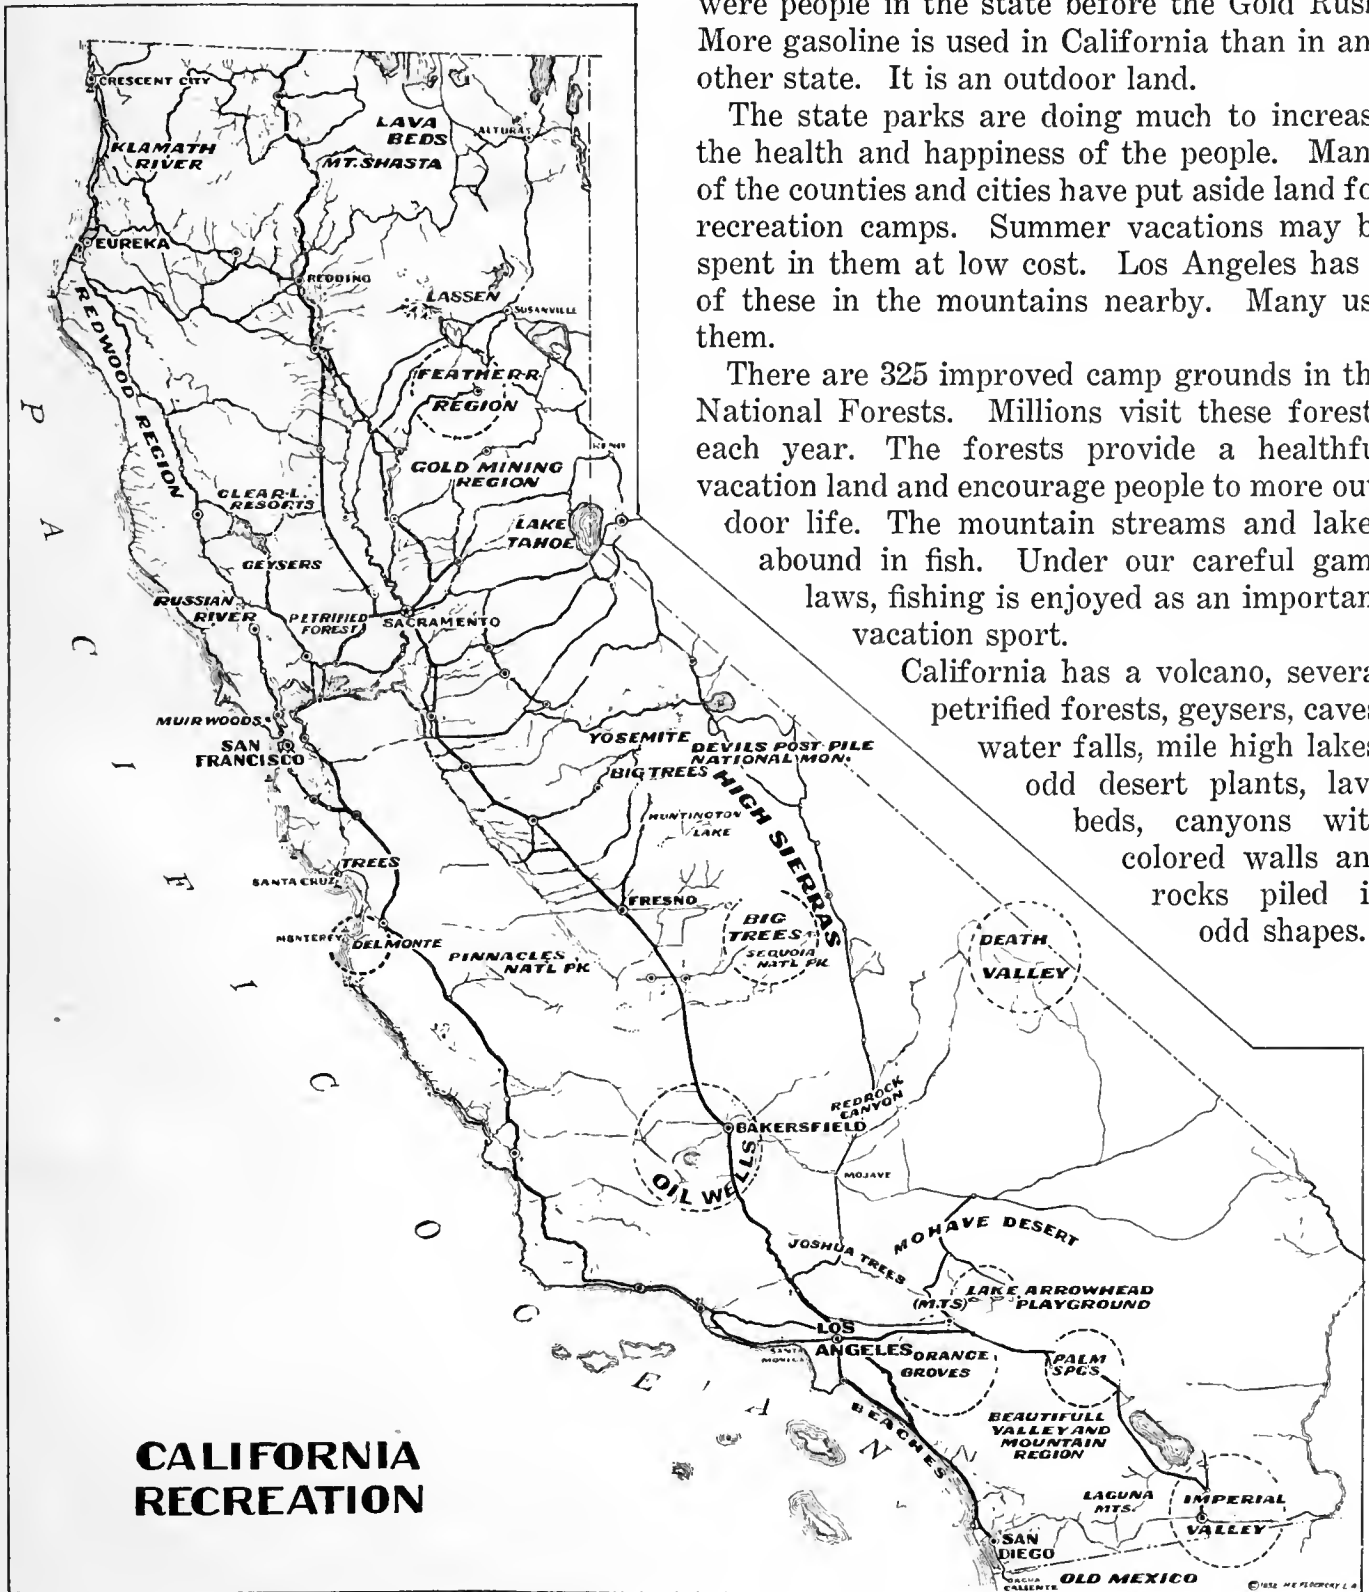 were people in the state before the Gold Rush
More gasoline is used in California than in an
other state. It is an outdoor land.
The state parks are doing much to increas
the health and happiness of the people. Man
of the counties and cities have put aside land fo
recreation camps. Summer vacations may b
spent in them at low cost. Los Angeles has
of these in the mountains nearby. Many us
them.
There are 325 improved camp grounds in th
National Forests. Millions visit these forest
each year. The forests provide a healthfu
vacation land and encourage people to more ou
door life. The mountain streams and lake
abound in fish. Under our careful gam
laws, fishing is enjoyed as an importan
vacation sport.
California has a volcano, severa
petrified forests, geysers, caves
water falls, mile high lakes
odd desert plants, lav
beds, canyons wit
colored walls an
rocks piled i
odd shapes.
CRESCENT CITY
KLAMATH
RIVER
LAVA
BEDS
ALTURAS
MT. SHASTA
EUREKA
REDDING
LASSEN
SUSANVILLE
REDWOOD REGION
FEATHER-R.
REGION
RENO
GOLD MINING
REGION
CLEAR-L.
RESORTS
LAKE
TAHOE
GEYSERS
RUSSIAN
RIVER
PETRIFIED
FOREST
SACRAMENTO
MUIR WOODS
SAN
FRANCISCO
YOSEMITE
DEVILS POST PILE
NATIONAL MON.
BIG TREES
HIGH SIERRAS
HUNTINGTON
LAKE
TREES
SANTA CRUZ
FRESNO
BIG
TREES
SEQUOIA
NATL PK
MONTEREY
DELMONTE
PINNACLES
NATL PK.
DEATH
VALLEY
REDROCK
CANYON
BAKERSFIELD
OIL WELLS
MOJAVE
MOHAVE DESERT
JOSHUA TREES
LAKE ARROWHEAD
PLAYGROUND
(MTS)
LOS
ANGELES
SANTA
MONICA
ORANGE
GROVES
PALM
SPGS
BEACHES
BEAUTIFULL
VALLEY AND
MOUNTAIN
REGION
LAGUNA
MTS.
IMPERIAL
VALLEY
SAN
DIEGO
AGUA
CALIENTE
OLD MEXICO
PACIFIC OCEAN
CALIFORNIA
RECREATION